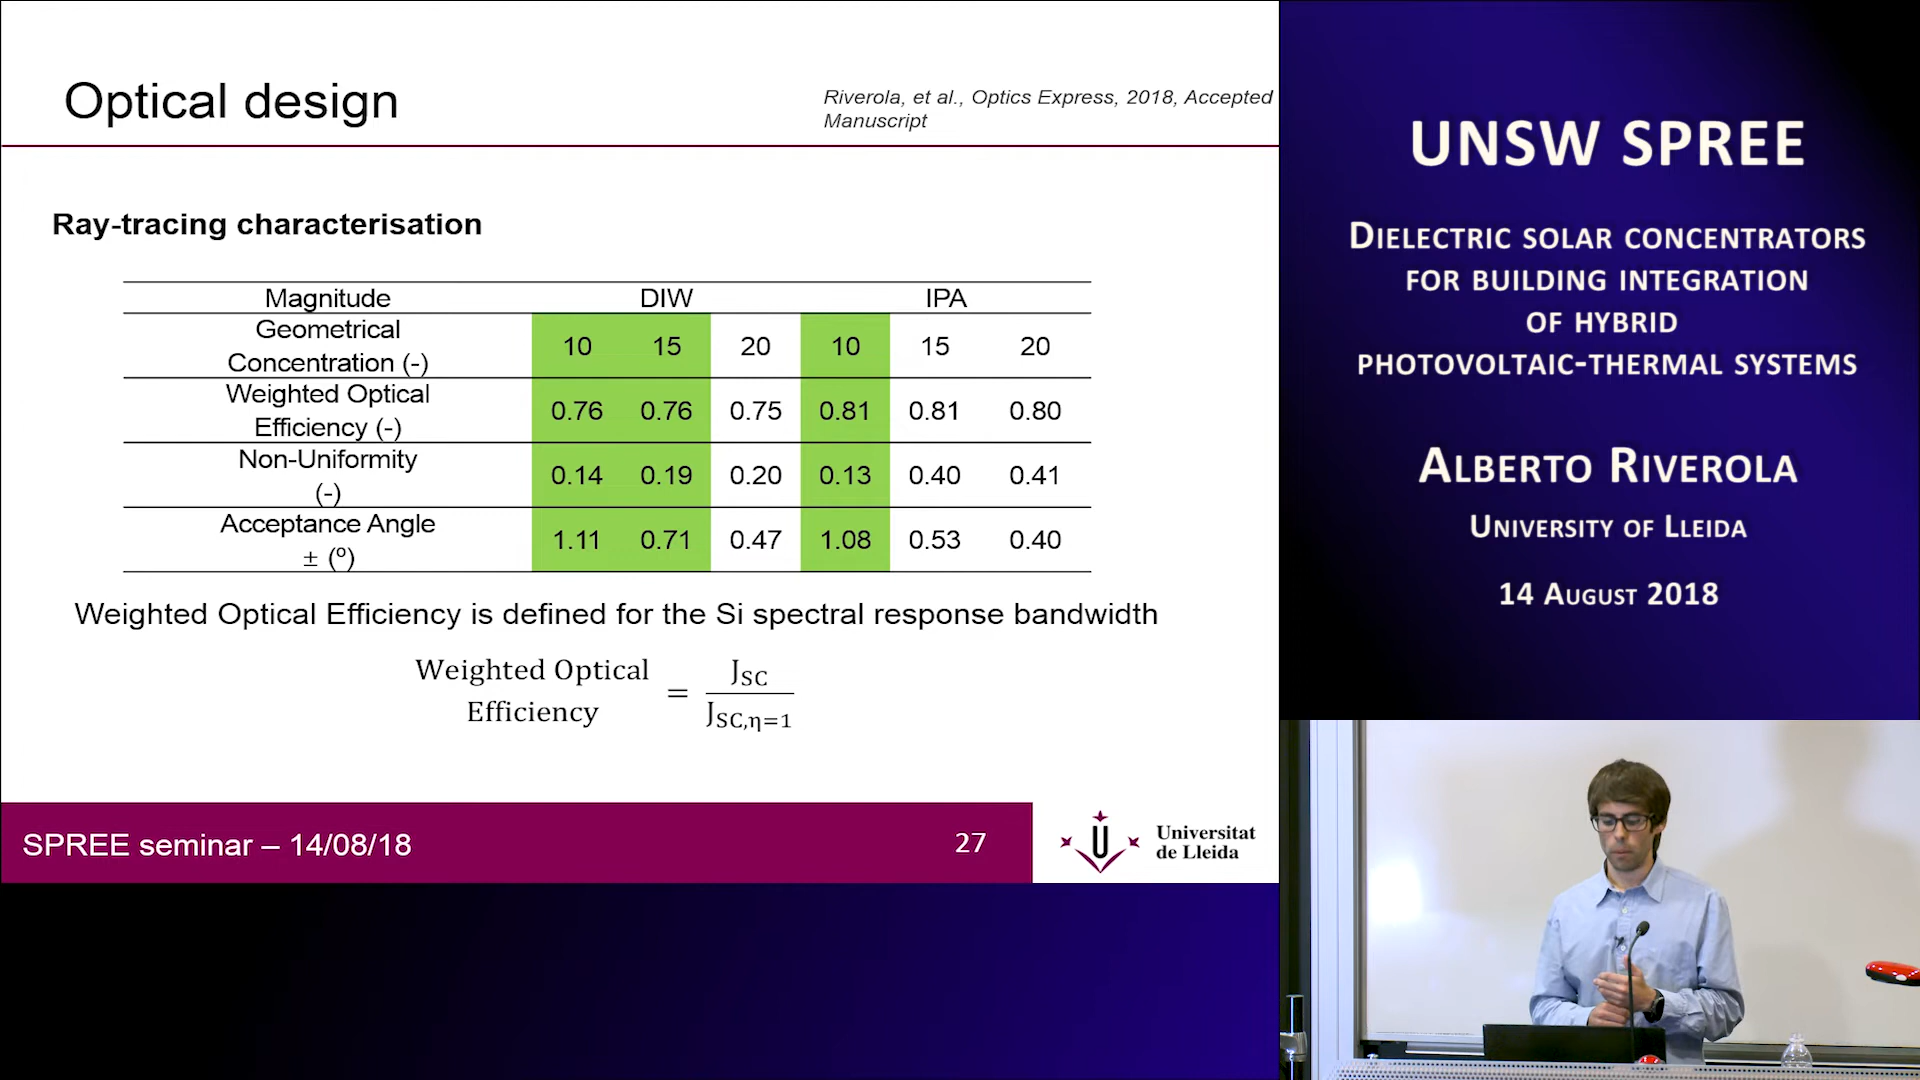 Optical design
Riverola, et al., Optics Express, 2018, Accepted
Manuscript
Ray-tracing characterisation
Magnitude DIW IPA
Geometrical
Concentration (-) 10 15 20 10 15 20
Weighted Optical
Efficiency (-) 0.76 0.76 0.75 0.81 0.81 0.80
Non-Uniformity
(-) 0.14 0.19 0.20 0.13 0.40 0.41
Acceptance Angle
± (º) 1.11 0.71 0.47 1.08 0.53 0.40
Weighted Optical Efficiency is defined for the Si spectral response bandwidth
Weighted Optical
Efficiency = J_SC / J_SC,η=1
SPREE seminar – 14/08/18
27
Universitat
de Lleida
UNSW SPREE
DIELECTRIC SOLAR CONCENTRATORS
FOR BUILDING INTEGRATION
OF HYBRID
PHOTOVOLTAIC-THERMAL SYSTEMS
ALBERTO RIVEROLA
UNIVERSITY OF LLEIDA
14 AUGUST 2018